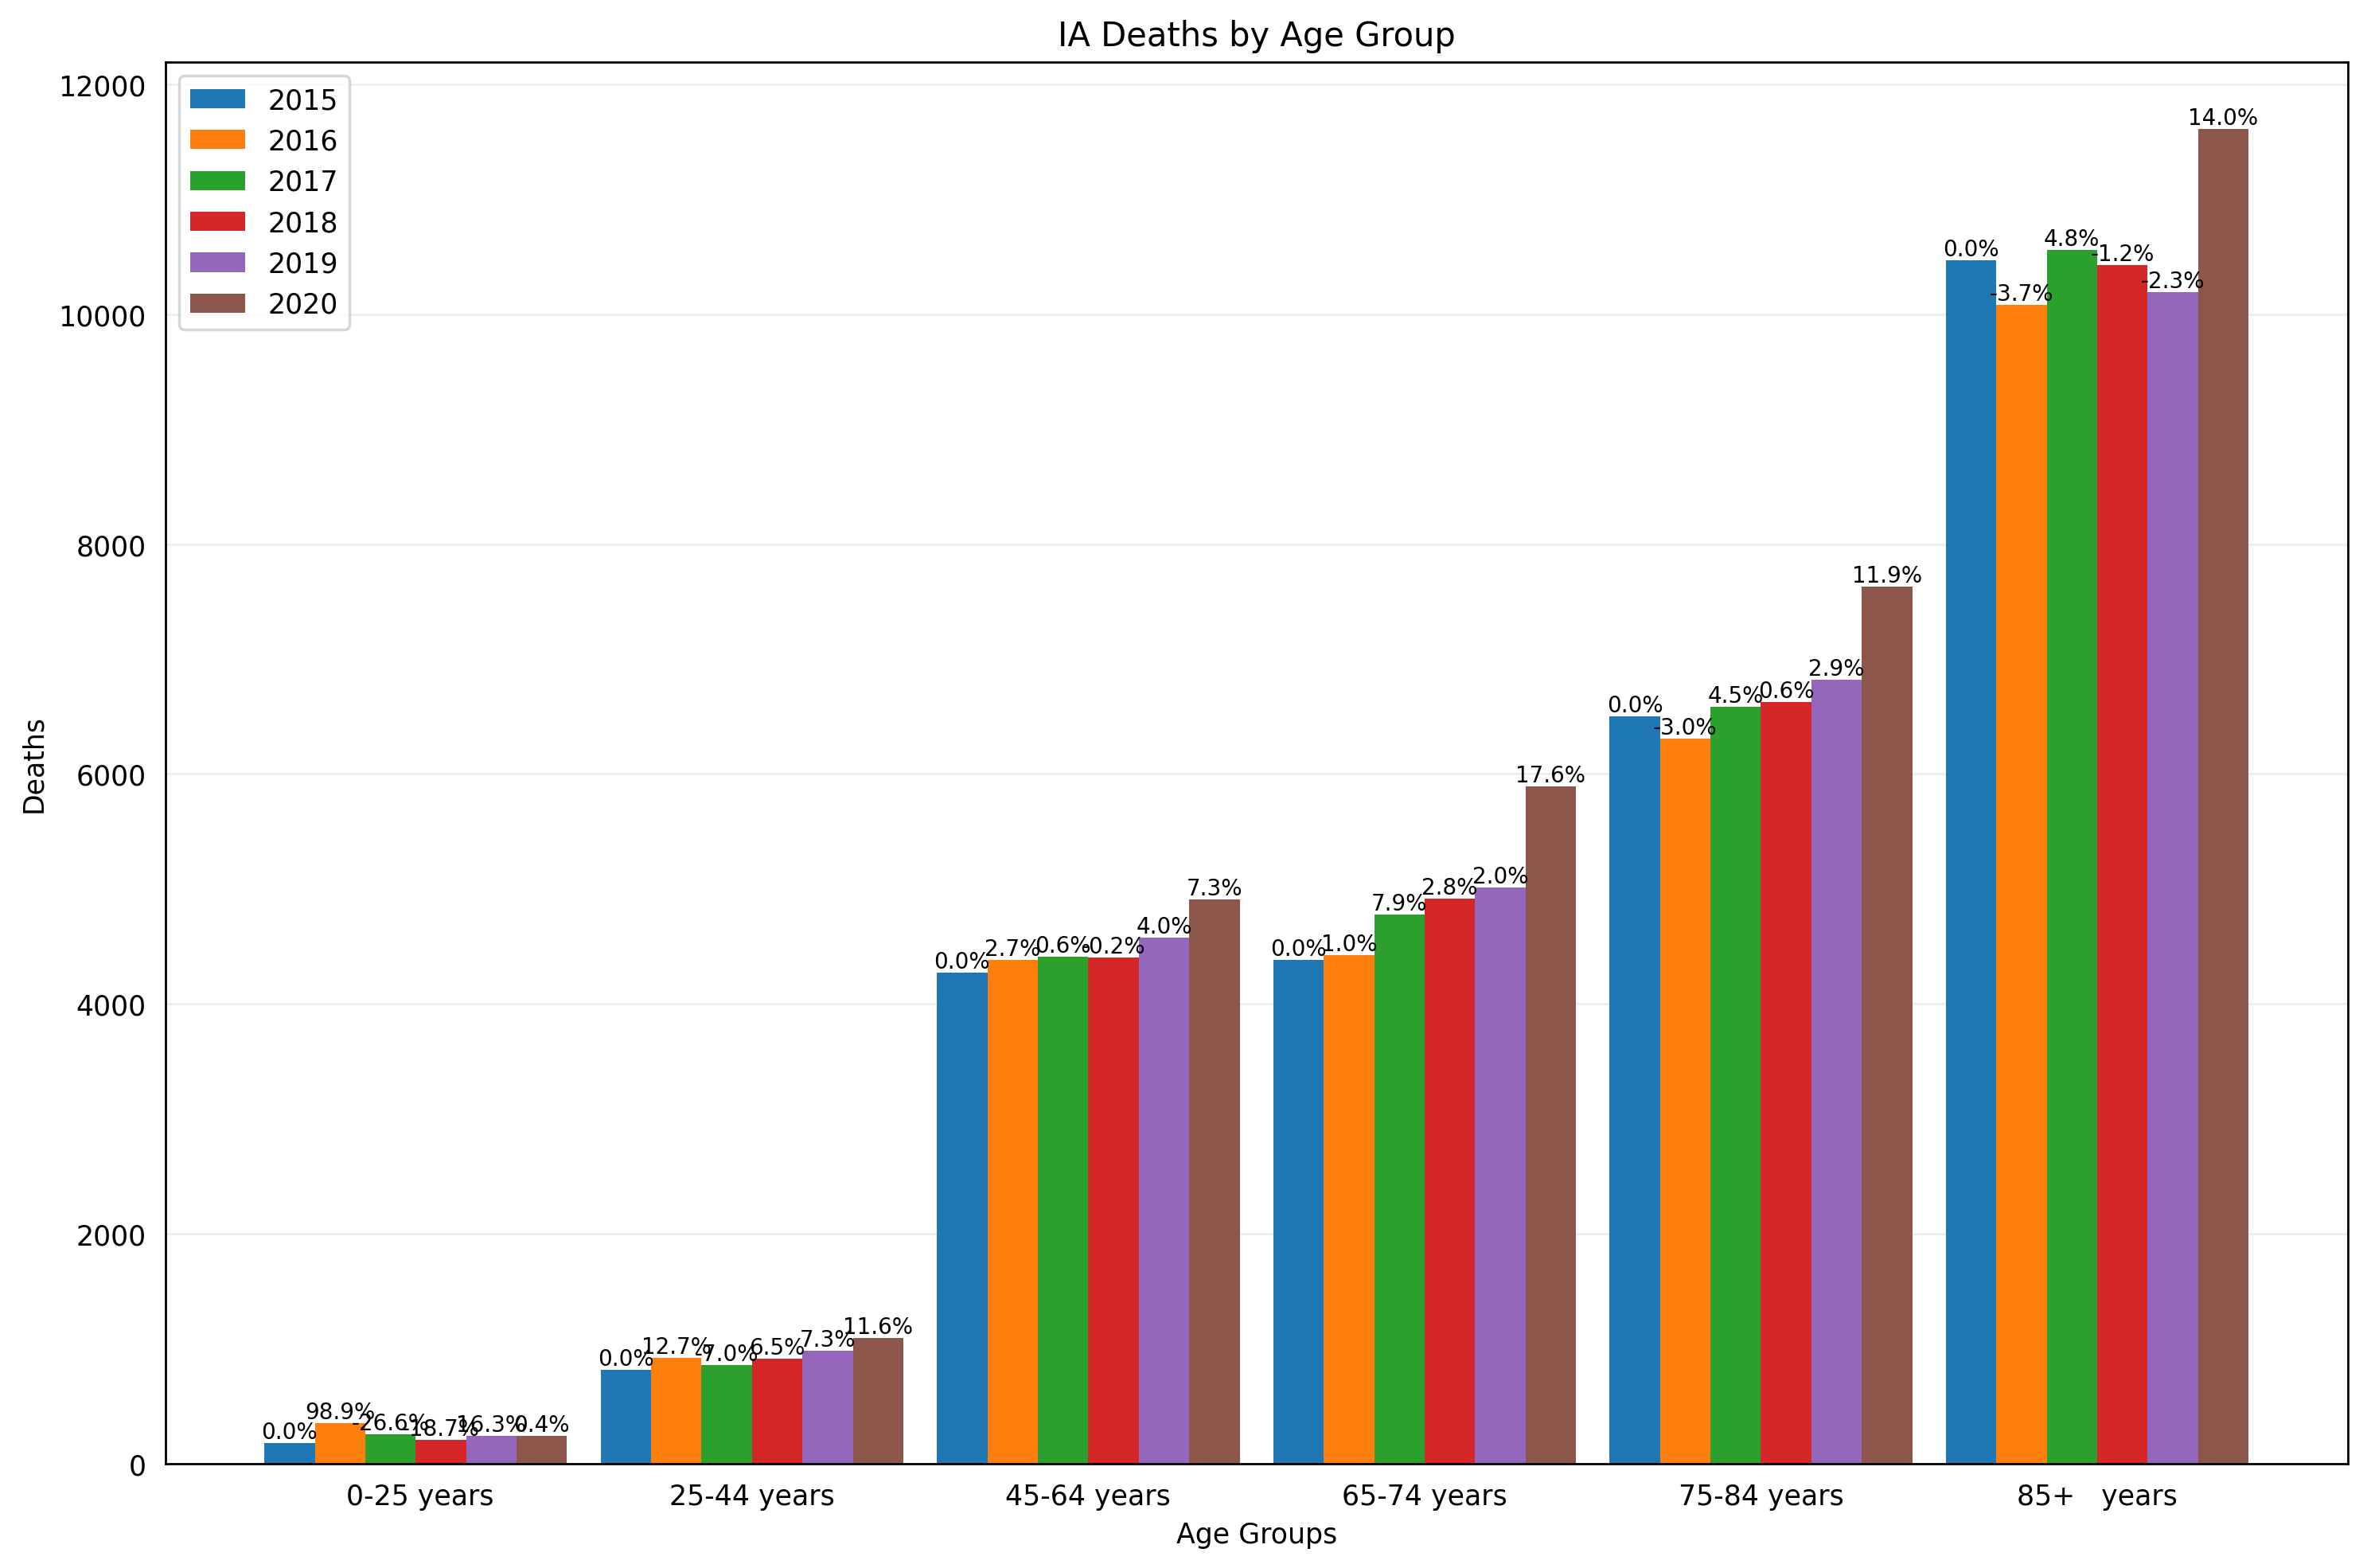 IA Deaths by Age Group
12000
10000
8000
6000
4000
2000
0
Deaths
2015
2016
2017
2018
2019
2020
0.0% 98.9% -26.6% -18.7% 16.3% 0.4%
0.0% 12.7% -7.0% 6.5% 7.3% 11.6%
0.0% 2.7% 0.6% -0.2% 4.0% 7.3%
0.0% 1.0% 7.9% 2.8% 2.0% 17.6%
0.0% -3.0% 4.5% 0.6% 2.9% 11.9%
0.0% -3.7% 4.8% -1.2% -2.3% 14.0%
0-25 years 25-44 years 45-64 years 65-74 years 75-84 years 85+ years
Age Groups